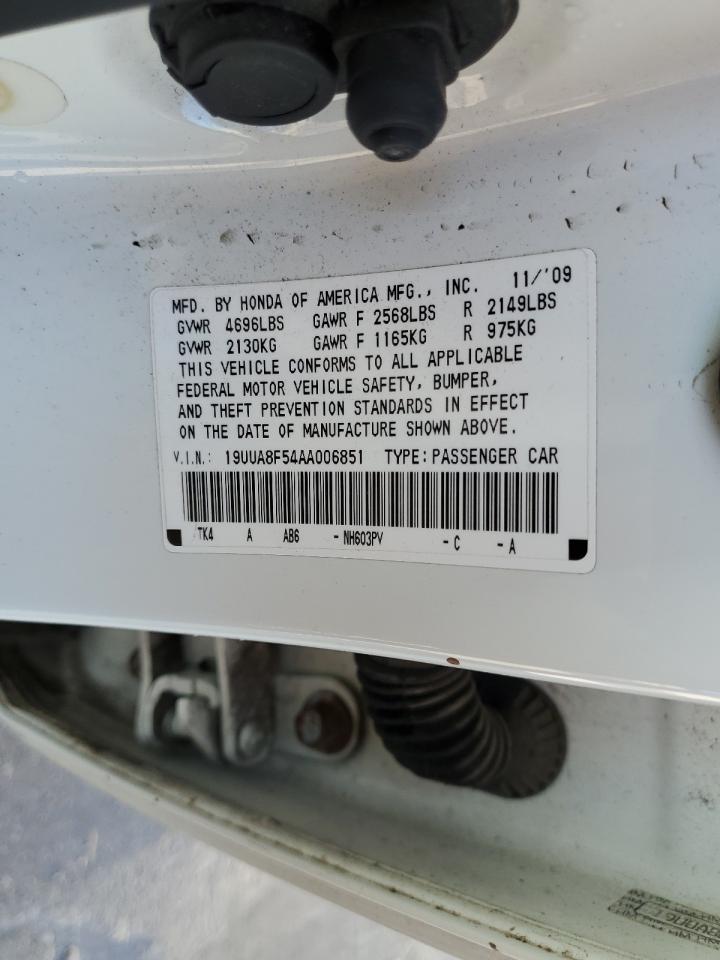 MFD. BY HONDA OF AMERICA MFG., INC. 11/'09
GVWR 4696LBS GAWR F 2568LBS R 2149LBS
GVWR 2130KG GAWR F 1165KG R 975KG
THIS VEHICLE CONFORMS TO ALL APPLICABLE
FEDERAL MOTOR VEHICLE SAFETY, BUMPER,
AND THEFT PREVENTION STANDARDS IN EFFECT
ON THE DATE OF MANUFACTURE SHOWN ABOVE.
V.I.N.: 19UUA8F54AA006851 TYPE:PASSENGER CAR
TK4 A AB6 -NH603PV -C -A